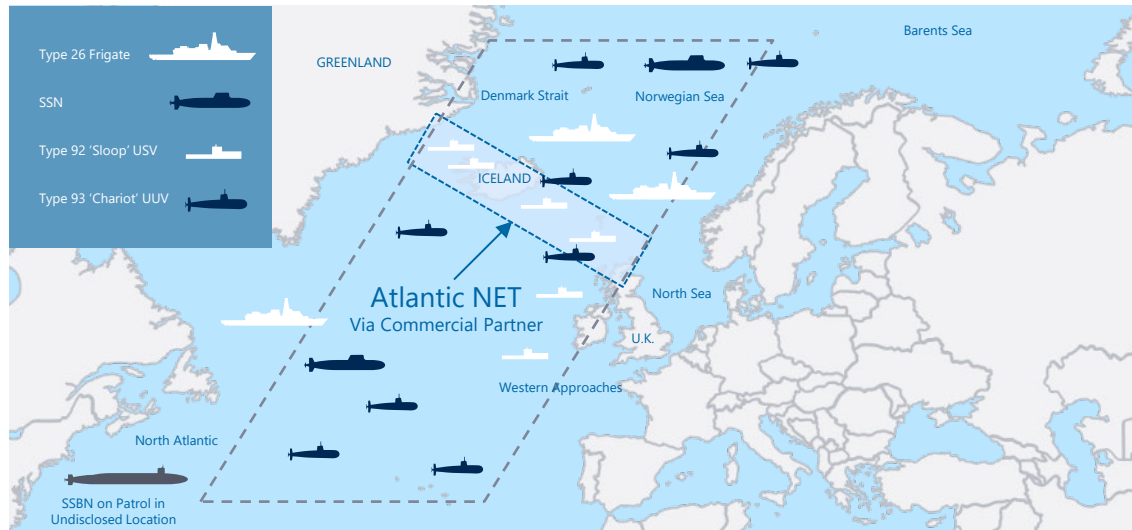 Type 26 Frigate
SSN
Type 92 'Sloop' USV
Type 93 'Chariot' UUV
GREENLAND
Barents Sea
Denmark Strait
Norwegian Sea
ICELAND
Atlantic NET
Via Commercial Partner
North Sea
U.K.
Western Approaches
North Atlantic
SSBN on Patrol in
Undisclosed Location